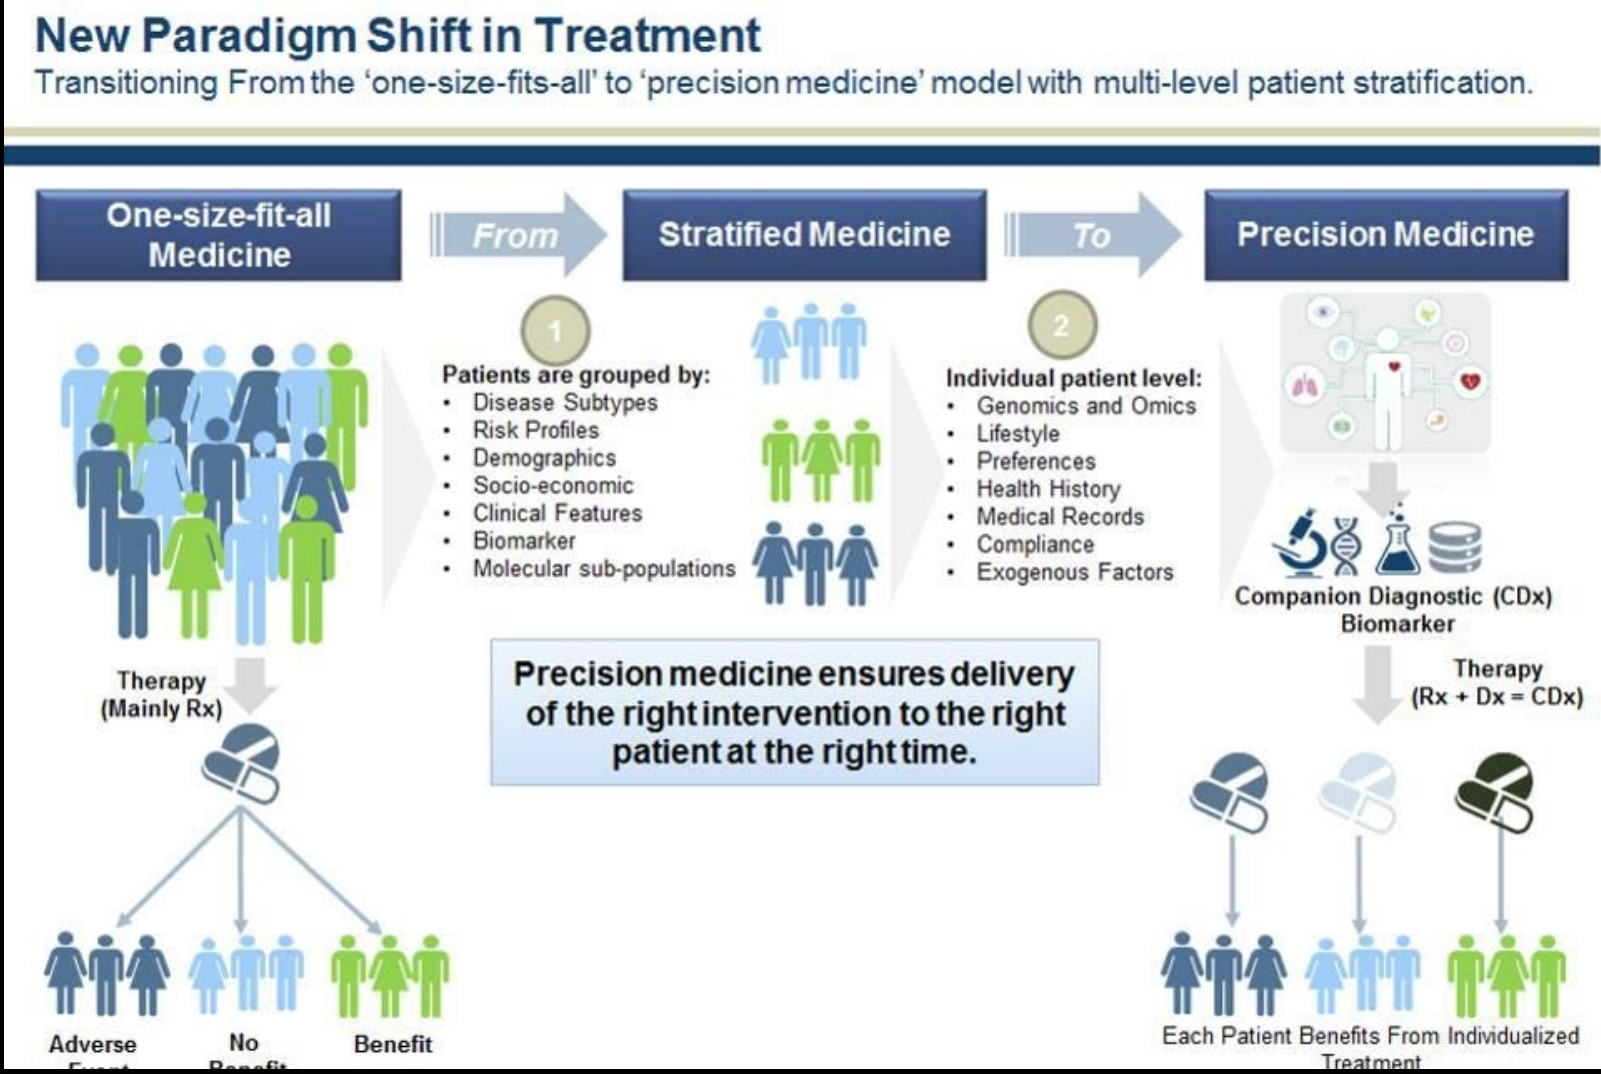 New Paradigm Shift in Treatment
Transitioning From the ‘one-size-fits-all’ to ‘precision medicine’ model with multi-level patient stratification.
One-size-fit-all
Medicine
From
Stratified Medicine
To
Precision Medicine
1
Patients are grouped by:
• Disease Subtypes
• Risk Profiles
• Demographics
• Socio-economic
• Clinical Features
• Biomarker
• Molecular sub-populations
2
Individual patient level:
• Genomics and Omics
• Lifestyle
• Preferences
• Health History
• Medical Records
• Compliance
• Exogenous Factors
Companion Diagnostic (CDx)
Biomarker
Therapy
(Mainly Rx)
Therapy
(Rx + Dx = CDx)
Precision medicine ensures delivery
of the right intervention to the right
patient at the right time.
Adverse
Event
No
Benefit
Benefit
Each Patient Benefits From Individualized
Treatment